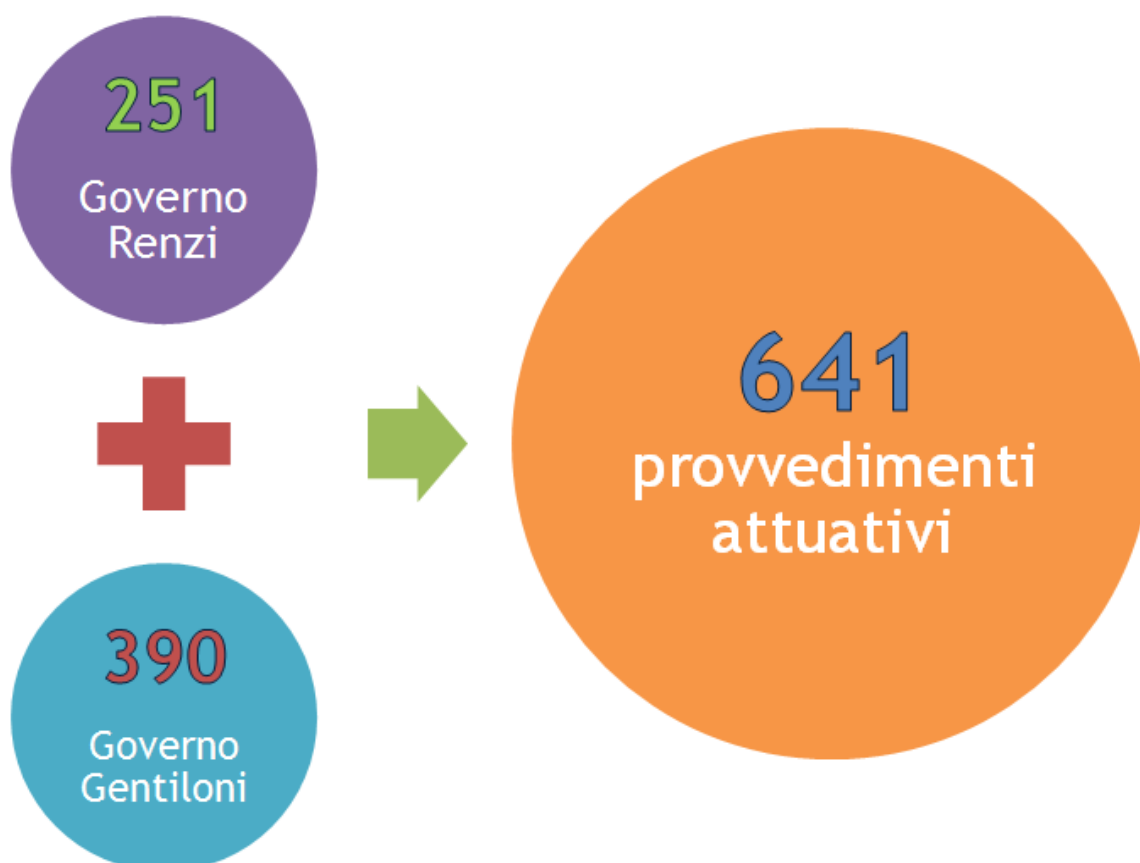 251
Governo
Renzi
390
Governo
Gentiloni
641
provvedimenti
attuativi